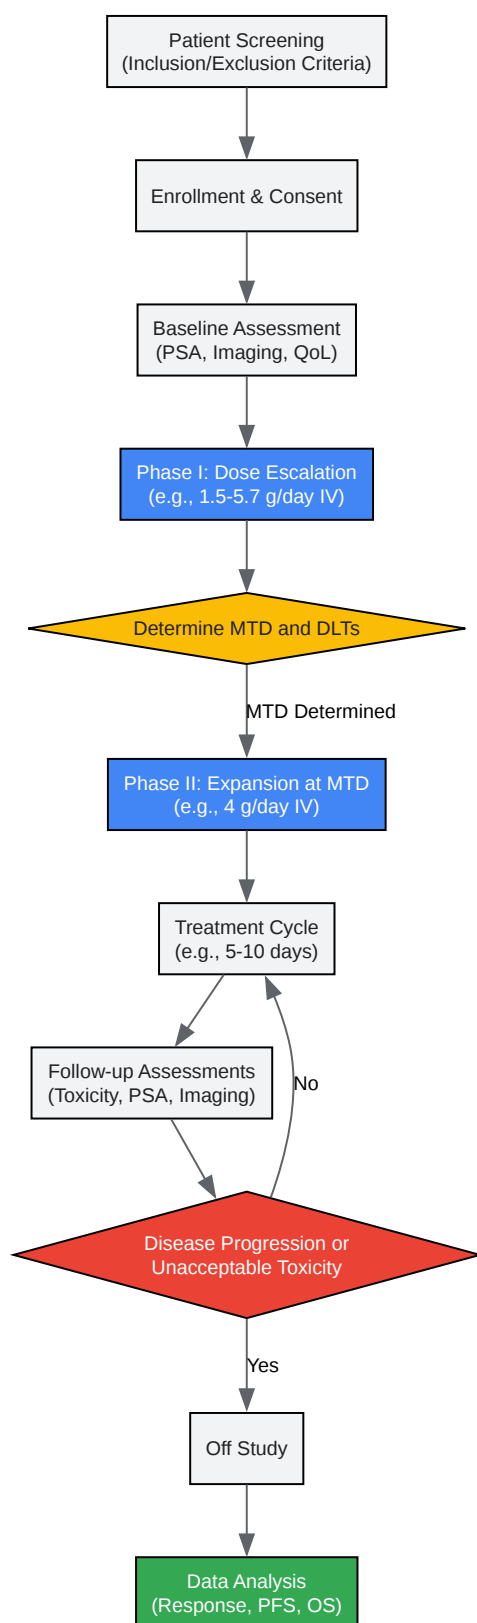 Patient Screening
(Inclusion/Exclusion Criteria)
Enrollment & Consent
Baseline Assessment
(PSA, Imaging, QoL)
Phase I: Dose Escalation
(e.g., 1.5-5.7 g/day IV)
Determine MTD and DLTs
MTD Determined
Phase II: Expansion at MTD
(e.g., 4 g/day IV)
Treatment Cycle
(e.g., 5-10 days)
Follow-up Assessments
(Toxicity, PSA, Imaging)
No
Disease Progression or
Unacceptable Toxicity
Yes
Off Study
Data Analysis
(Response, PFS, OS)